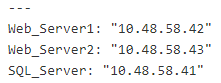 ---
Web_Server1: "10.48.58.42"
Web_Server2: "10.48.58.43"
SQL_Server: "10.48.58.41"